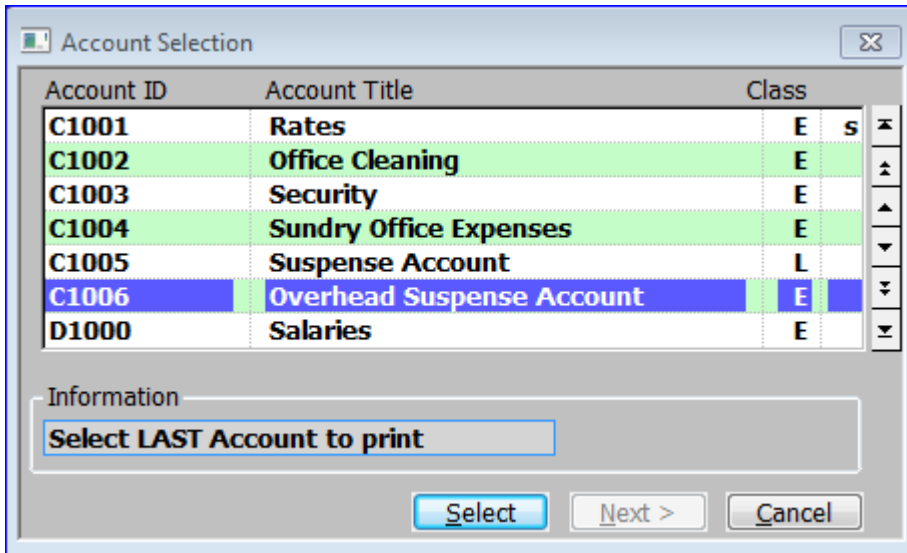 Account Selection
Account ID Account Title Class
C1001 Rates E s
C1002 Office Cleaning E
C1003 Security E
C1004 Sundry Office Expenses E
C1005 Suspense Account L
C1006 Overhead Suspense Account E
D1000 Salaries E
Information
Select LAST Account to print
Select Next > Cancel